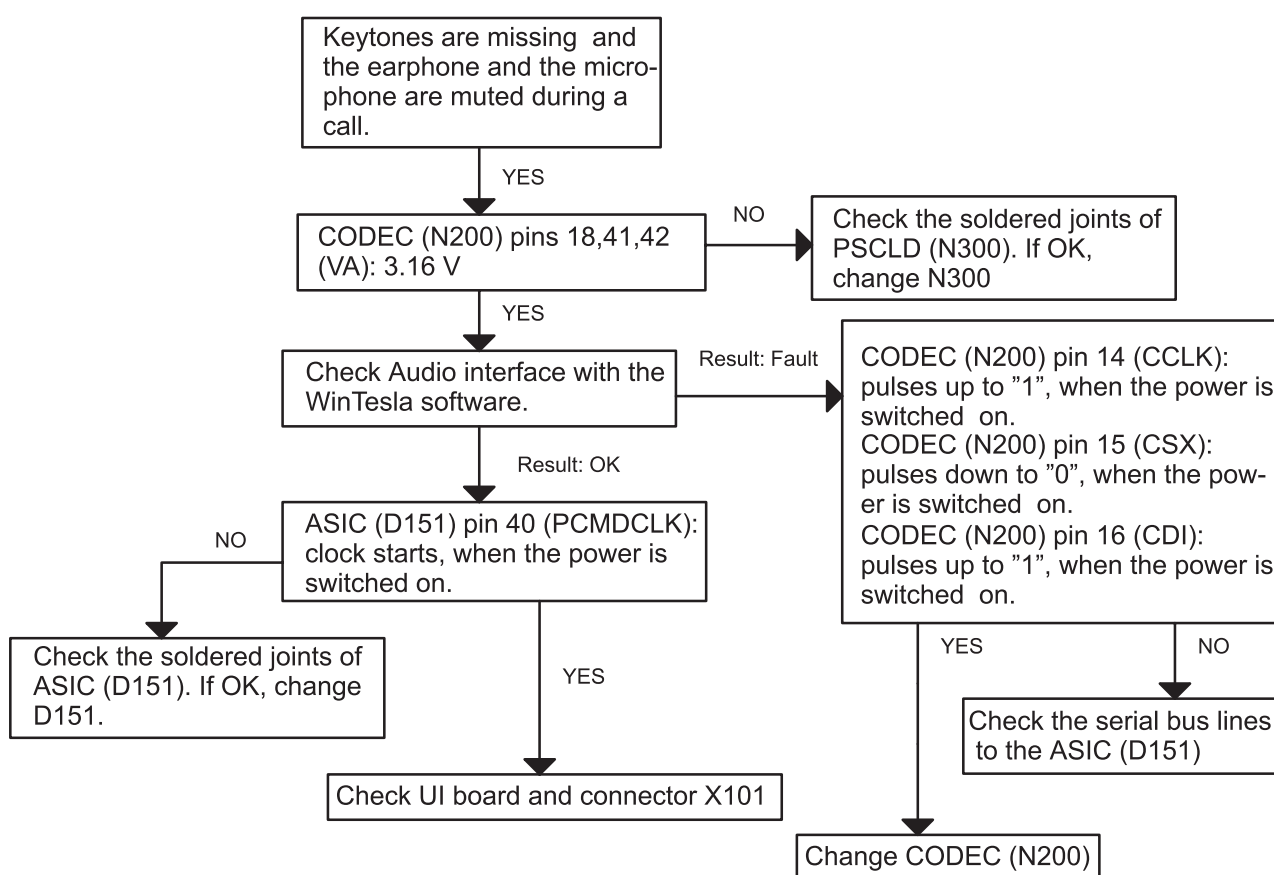 Keytones are missing and
the earphone and the micro-
phone are muted during a
call.
YES
CODEC (N200) pins 18,41,42
(VA): 3.16 V
NO
Check the soldered joints of
PSCLD (N300). If OK,
change N300
YES
Check Audio interface with the
WinTesla software.
Result: Fault
CODEC (N200) pin 14 (CCLK):
pulses up to ”1”, when the power is
switched on.
CODEC (N200) pin 15 (CSX):
pulses down to ”0”, when the pow-
er is switched on.
CODEC (N200) pin 16 (CDI):
pulses up to ”1”, when the power is
switched on.
Result: OK
ASIC (D151) pin 40 (PCMDCLK):
clock starts, when the power is
switched on.
NO
Check the soldered joints of
ASIC (D151). If OK, change
D151.
YES
Check UI board and connector X101
YES
NO
Check the serial bus lines
to the ASIC (D151)
Change CODEC (N200)